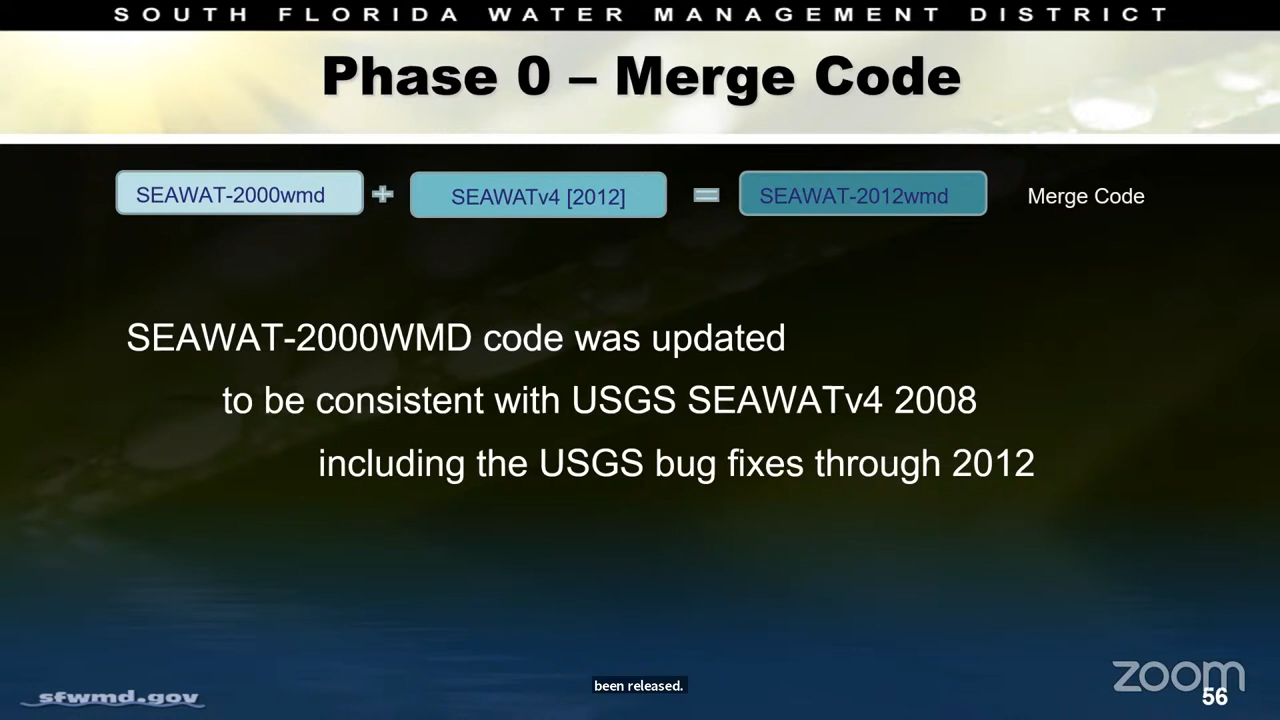 SOUTH FLORIDA WATER MANAGEMENT DISTRICT
Phase 0 – Merge Code
SEAWAT-2000wmd + SEAWATv4 [2012] = SEAWAT-2012wmd Merge Code
SEAWAT-2000WMD code was updated
to be consistent with USGS SEAWATv4 2008
including the USGS bug fixes through 2012
been released.
sfwmd.gov
zoom
56